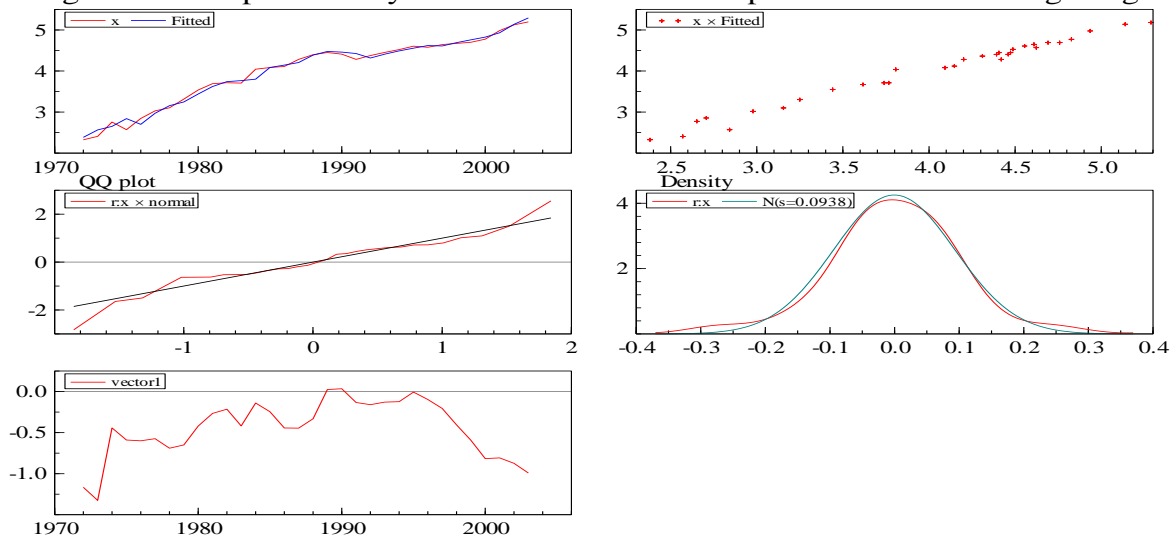 x Fitted
5
4
3
1970 1980 1990 2000
x × Fitted
5
4
3
2.5 3.0 3.5 4.0 4.5 5.0
QQ plot
r:x × normal
2
0
-2
-1 0 1 2
Density
r:x N(s=0.0938)
4
2
-0.4 -0.3 -0.2 -0.1 0.0 0.1 0.2 0.3 0.4
vector1
0.0
-0.5
-1.0
1970 1980 1990 2000